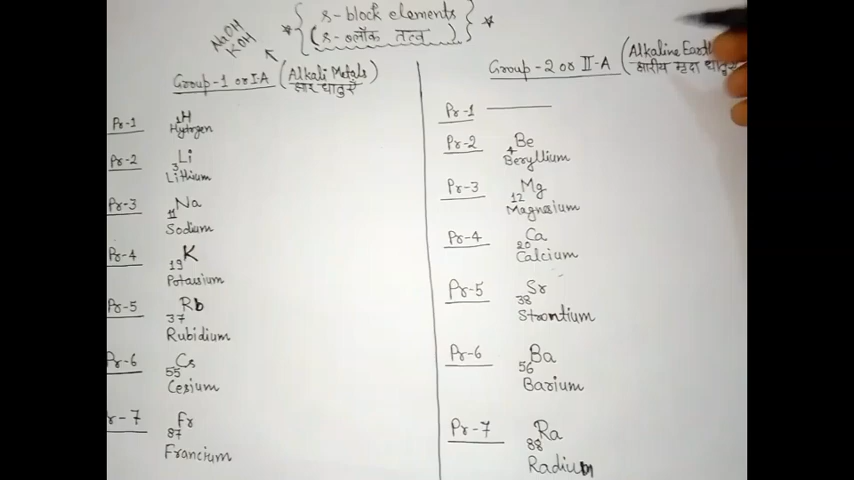 s-block elements
(s-ब्लॉक तत्व)
NaOH
KOH
Group-1 or I-A (Alkali Metals)
क्षार धातुएँ
Pr-1
1H
Hydrgen
Pr-2
3Li
Lithium
Pr-3
11Na
Sodium
Pr-4
19K
Potassium
Pr-5
37Rb
Rubidium
Pr-6
55Cs
Cesium
r-7
87Fr
Francium
Group-2 or II-A (Alkaline Earth
क्षारीय मृदा
Pr-1
Pr-2
4Be
Beryllium
Pr-3
12Mg
Magnesium
Pr-4
20Ca
Calcium
Pr-5
38Sr
Strontium
Pr-6
56Ba
Barium
Pr-7
88Ra
Radium